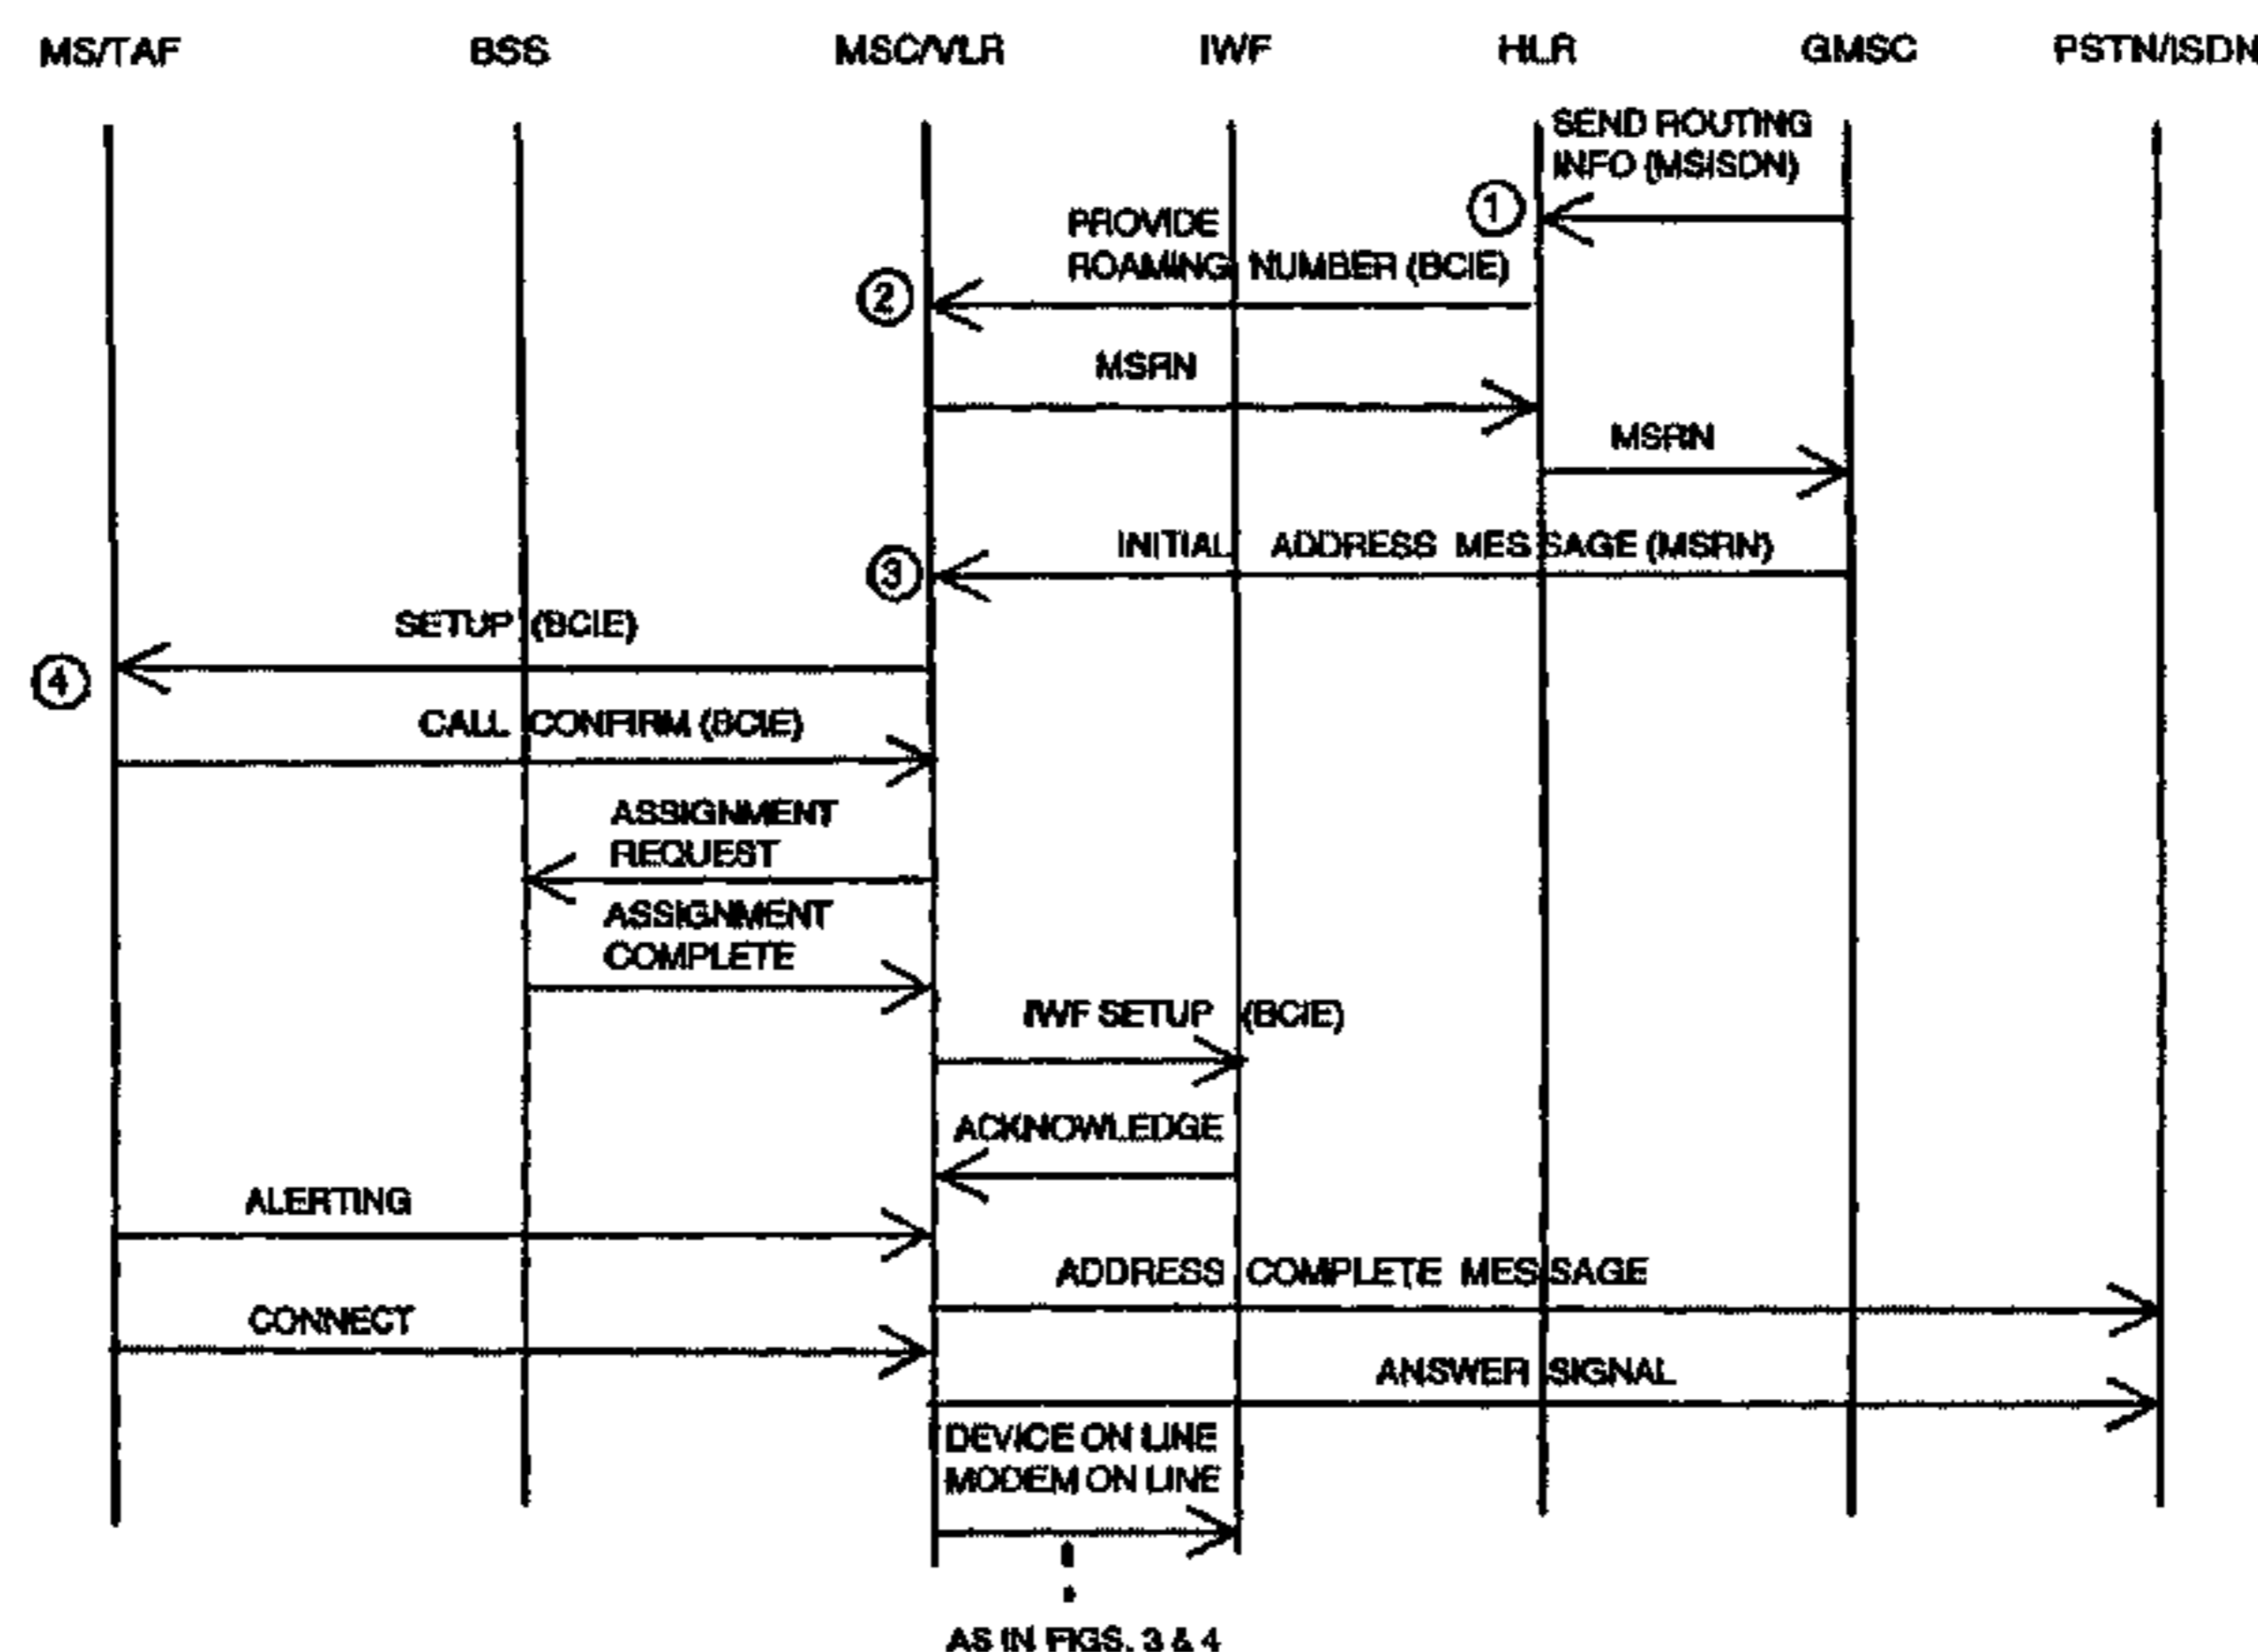 MS/TAF BSS MSC/VLR IWF HLR GMSC PSTN/ISDN
SEND ROUTING
INFO (MSISDN)
1
PROVIDE
ROAMING NUMBER (BCIE)
2
MSRN
MSRN
INITIAL ADDRESS MESSAGE (MSRN)
3
SETUP (BCIE)
4
CALL CONFIRM (BCIE)
ASSIGNMENT
REQUEST
ASSIGNMENT
COMPLETE
IWF SETUP (BCIE)
ACKNOWLEDGE
ALERTING
ADDRESS COMPLETE MESSAGE
CONNECT
ANSWER SIGNAL
DEVICE ON LINE
MODEM ON LINE
AS IN FIGS. 3 & 4